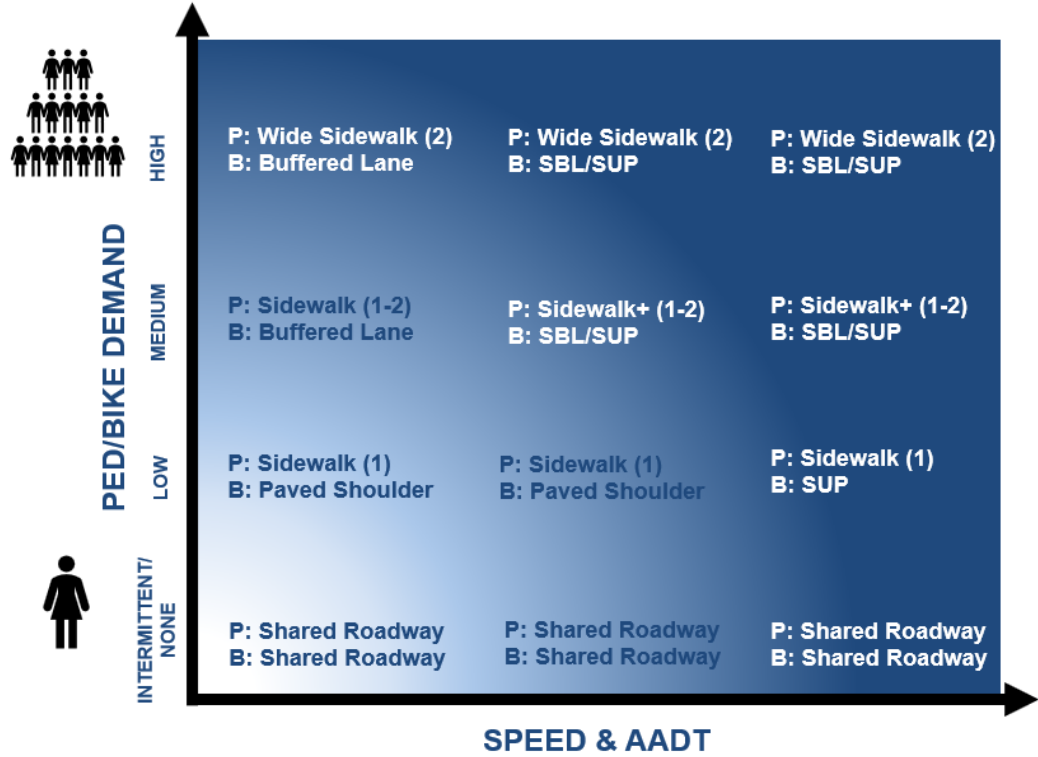 HIGH
P: Wide Sidewalk (2)
B: Buffered Lane
P: Wide Sidewalk (2)
B: SBL/SUP
P: Wide Sidewalk (2)
B: SBL/SUP
PED/BIKE DEMAND
MEDIUM
P: Sidewalk (1-2)
B: Buffered Lane
P: Sidewalk+ (1-2)
B: SBL/SUP
P: Sidewalk+ (1-2)
B: SBL/SUP
LOW
P: Sidewalk (1)
B: Paved Shoulder
P: Sidewalk (1)
B: Paved Shoulder
P: Sidewalk (1)
B: SUP
INTERMITTENT/
NONE
P: Shared Roadway
B: Shared Roadway
P: Shared Roadway
B: Shared Roadway
P: Shared Roadway
B: Shared Roadway
SPEED & AADT